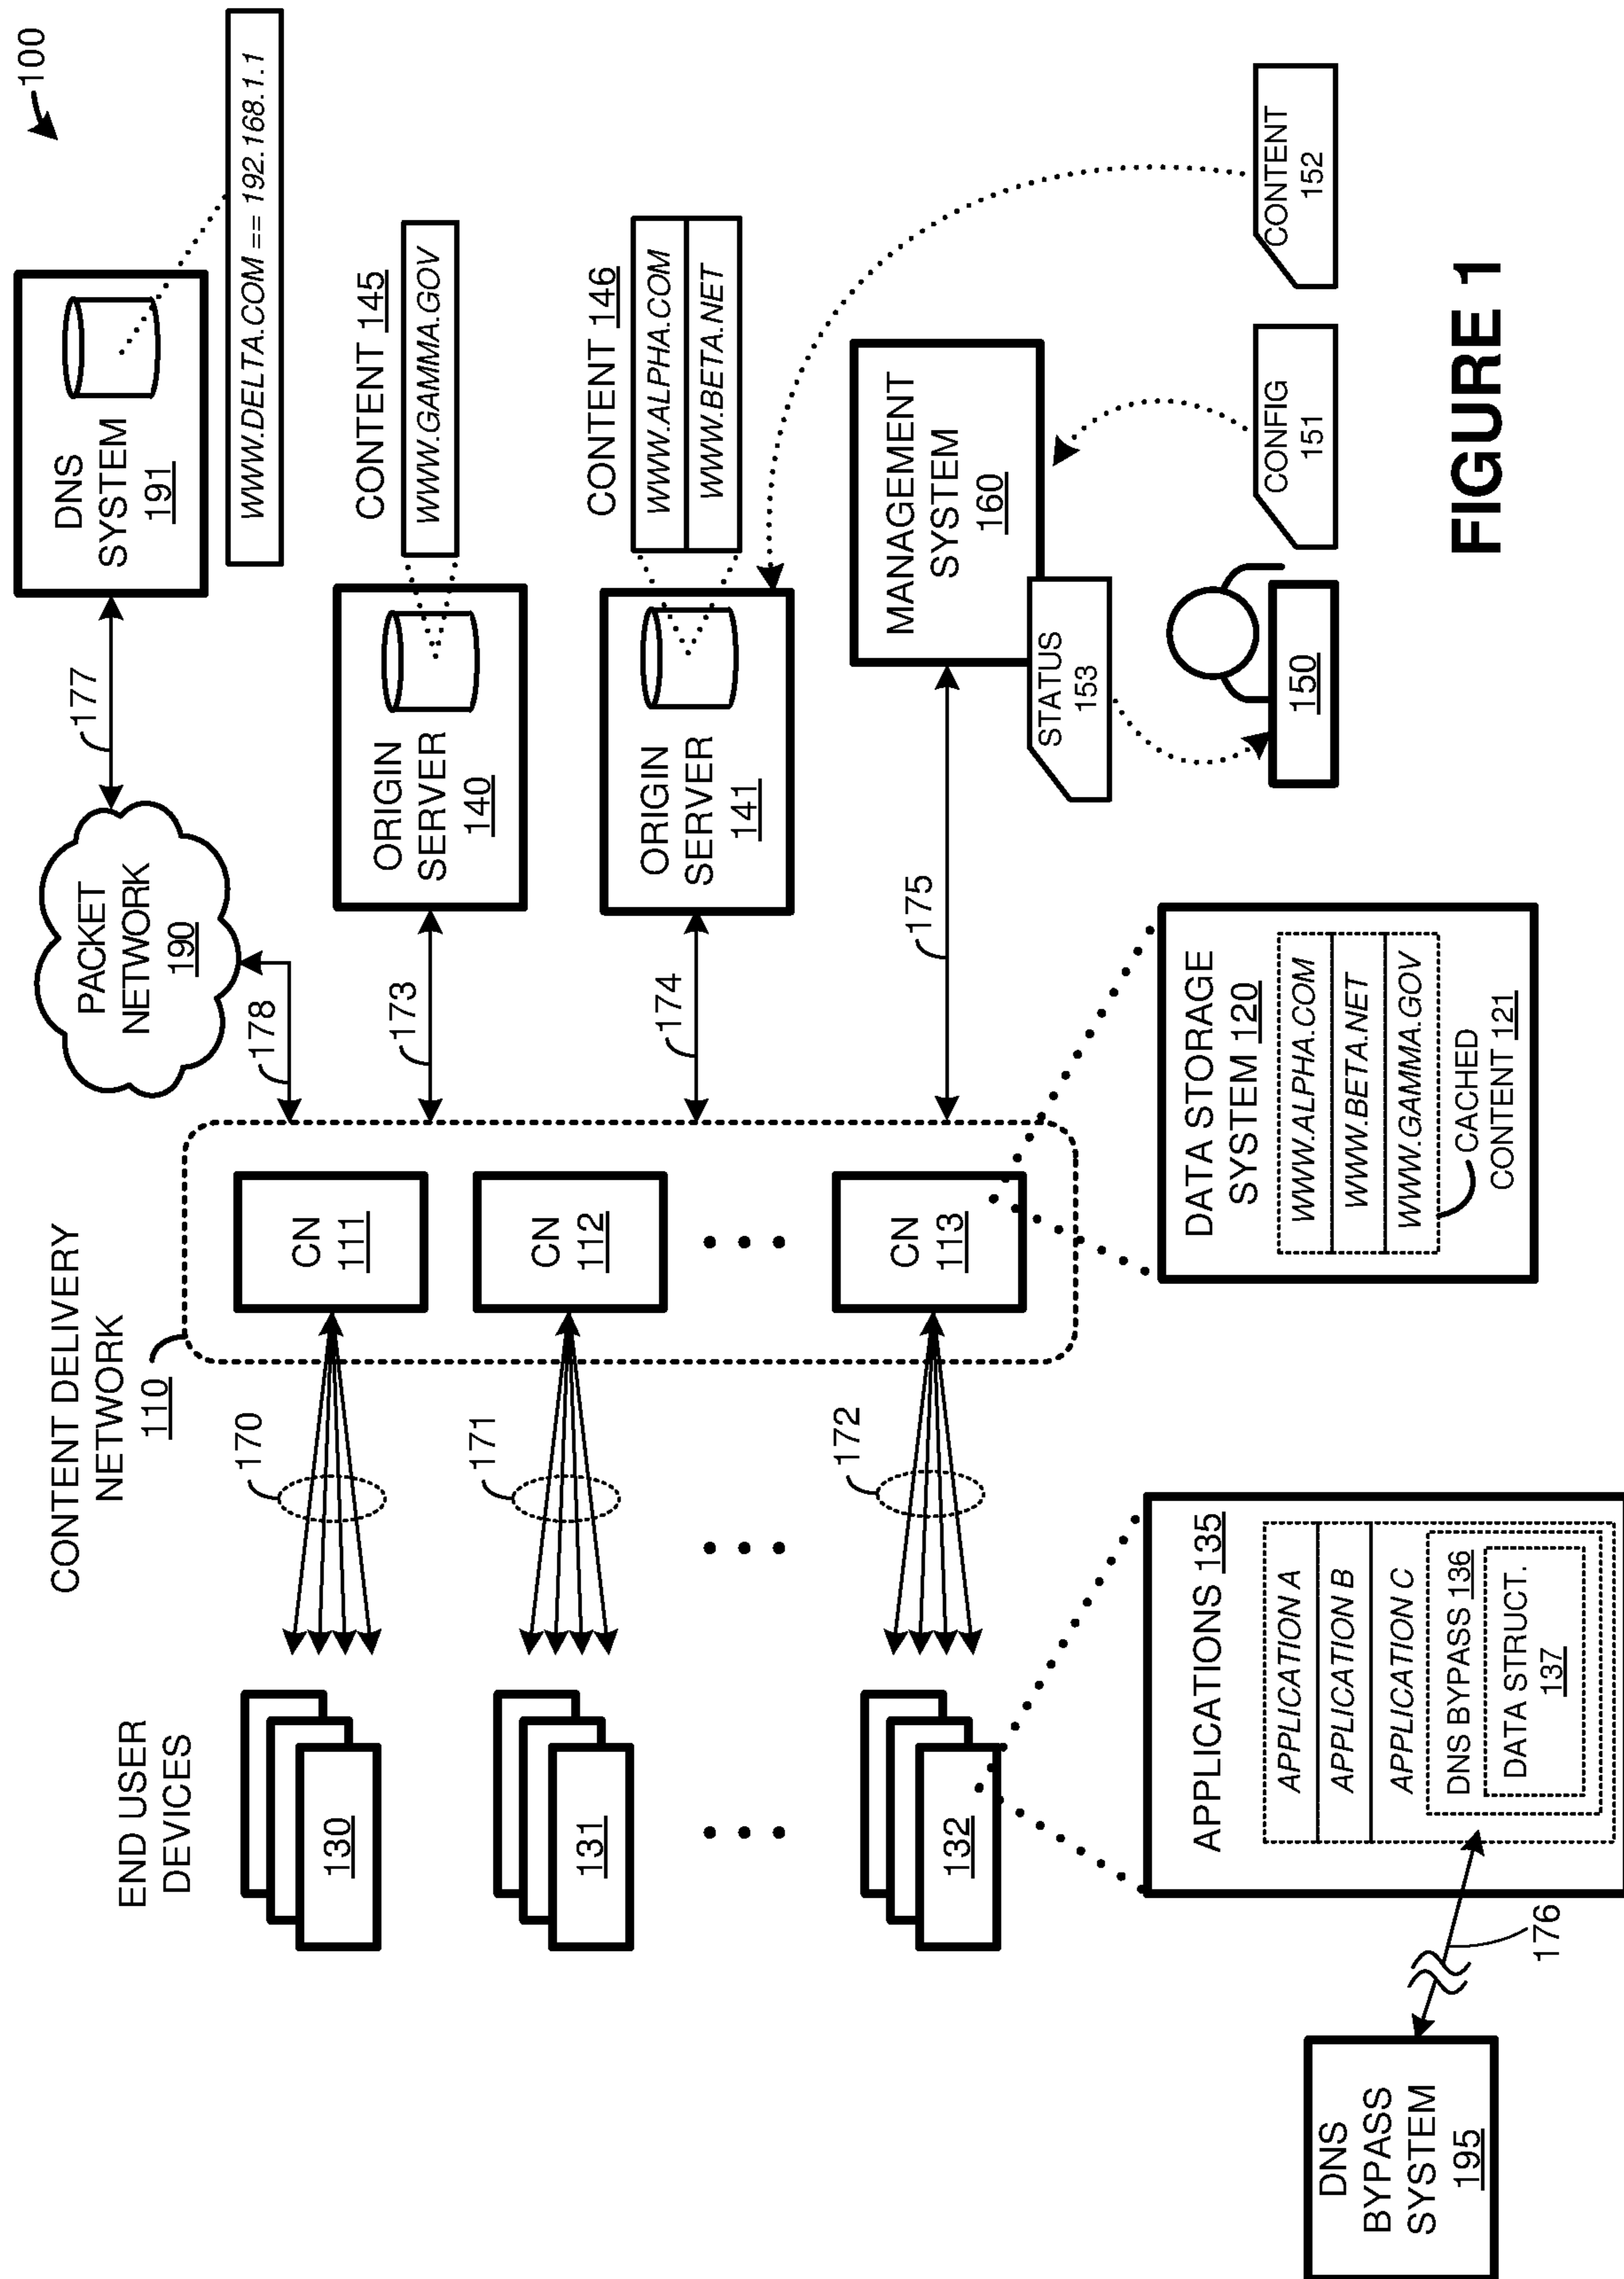 100
CONTENT DELIVERY
NETWORK
110
END USER
DEVICES
130
131
132
170
171
172
CN
111
CN
112
CN
113
PACKET
NETWORK
190
178
177
DNS
SYSTEM
191
WWW.DELTA.COM == 192.168.1.1
173
ORIGIN
SERVER
140
CONTENT 145
WWW.GAMMA.GOV
174
ORIGIN
SERVER
141
CONTENT 146
WWW.ALPHA.COM
WWW.BETA.NET
175
MANAGEMENT
SYSTEM
160
STATUS
153
150
CONFIG
151
CONTENT
152
DNS
BYPASS
SYSTEM
195
176
APPLICATIONS 135
APPLICATION A
APPLICATION B
APPLICATION C
DNS BYPASS 136
DATA STRUCT.
137
DATA STORAGE
SYSTEM 120
WWW.ALPHA.COM
WWW.BETA.NET
WWW.GAMMA.GOV
CACHED
CONTENT 121
FIGURE 1